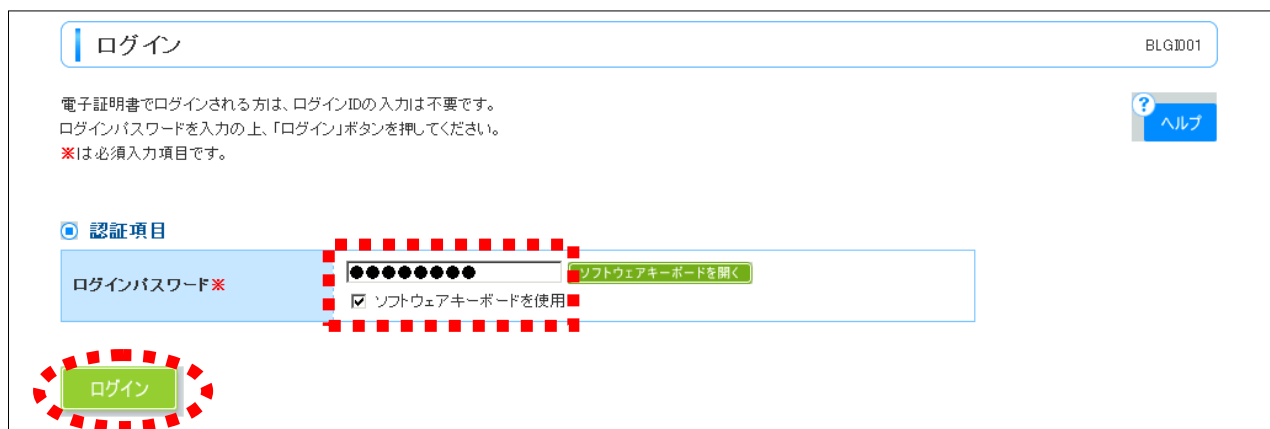 ログイン
BLGI001
電子証明書でログインされる方は、ログインIDの入力は不要です。
ログインパスワードを入力の上、「ログイン」ボタンを押してください。
※は必須入力項目です。
?
ヘルプ
認証項目
ログインパスワード※
●●●●●●●●
ソフトウェアキーボードを開く
ソフトウェアキーボードを使用
ログイン